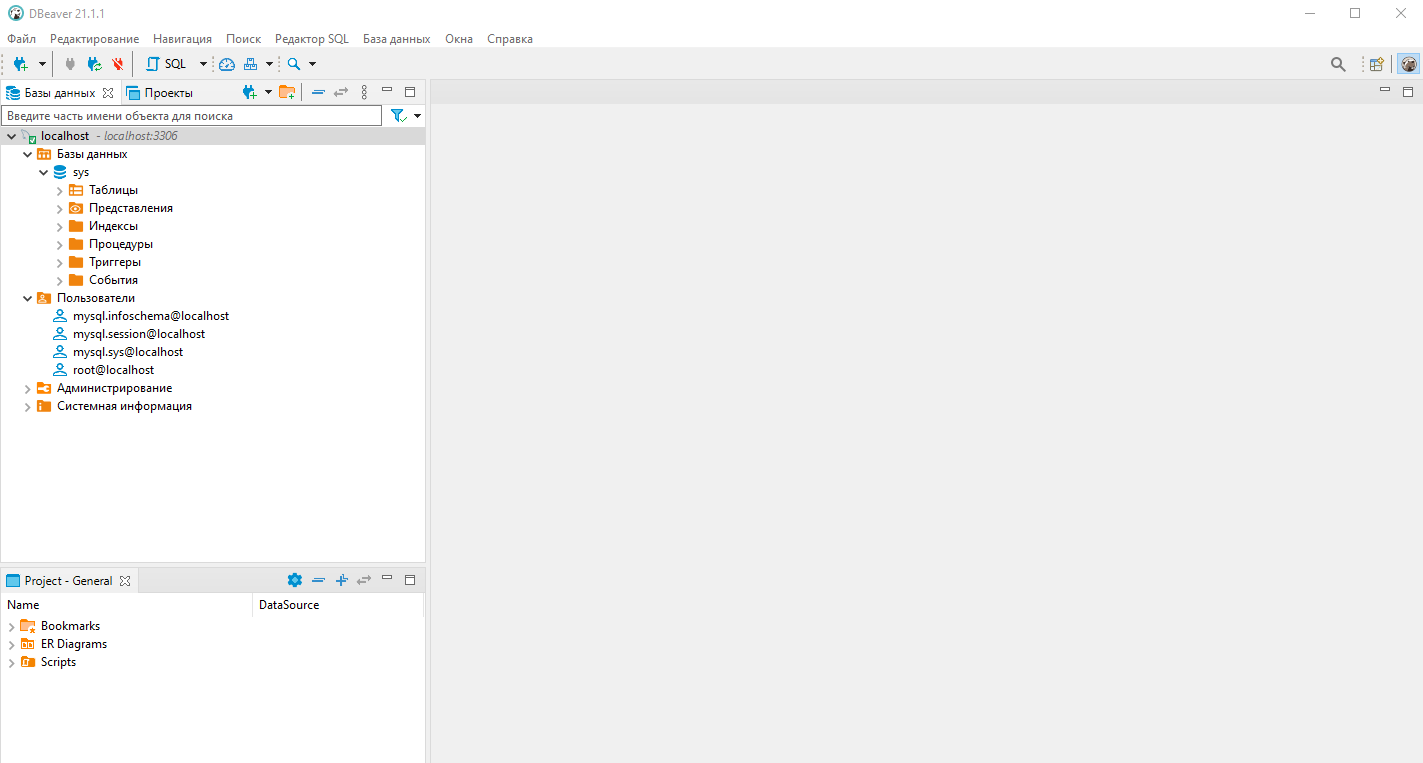 DBeaver 21.1.1
Файл Редактирование Навигация Поиск Редактор SQL База данных Окна Справка
SQL
Базы данных Проекты
Введите часть имени объекта для поиска
localhost - localhost:3306
Базы данных
sys
Таблицы
Представления
Индексы
Процедуры
Триггеры
События
Пользователи
mysql.infoschema@localhost
mysql.session@localhost
mysql.sys@localhost
root@localhost
Администрирование
Системная информация
Project - General
Name DataSource
Bookmarks
ER Diagrams
Scripts